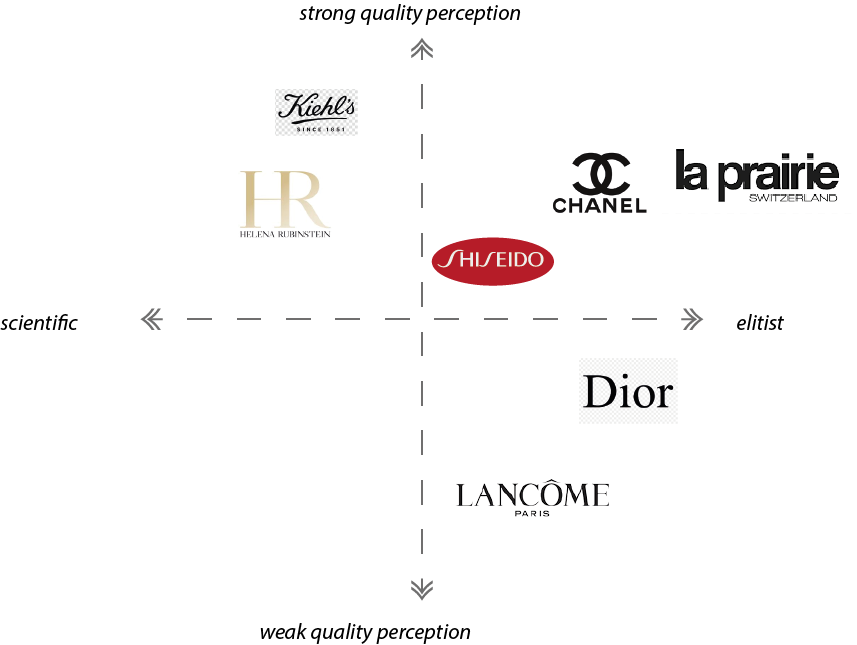 strong quality perception
Kiehl's
SINCE 1851
CHANEL
la prairie
SWITZERLAND
HR
HELENA RUBINSTEIN
SHISEIDO
scientific
elitist
Dior
LANCÔME
PARIS
weak quality perception